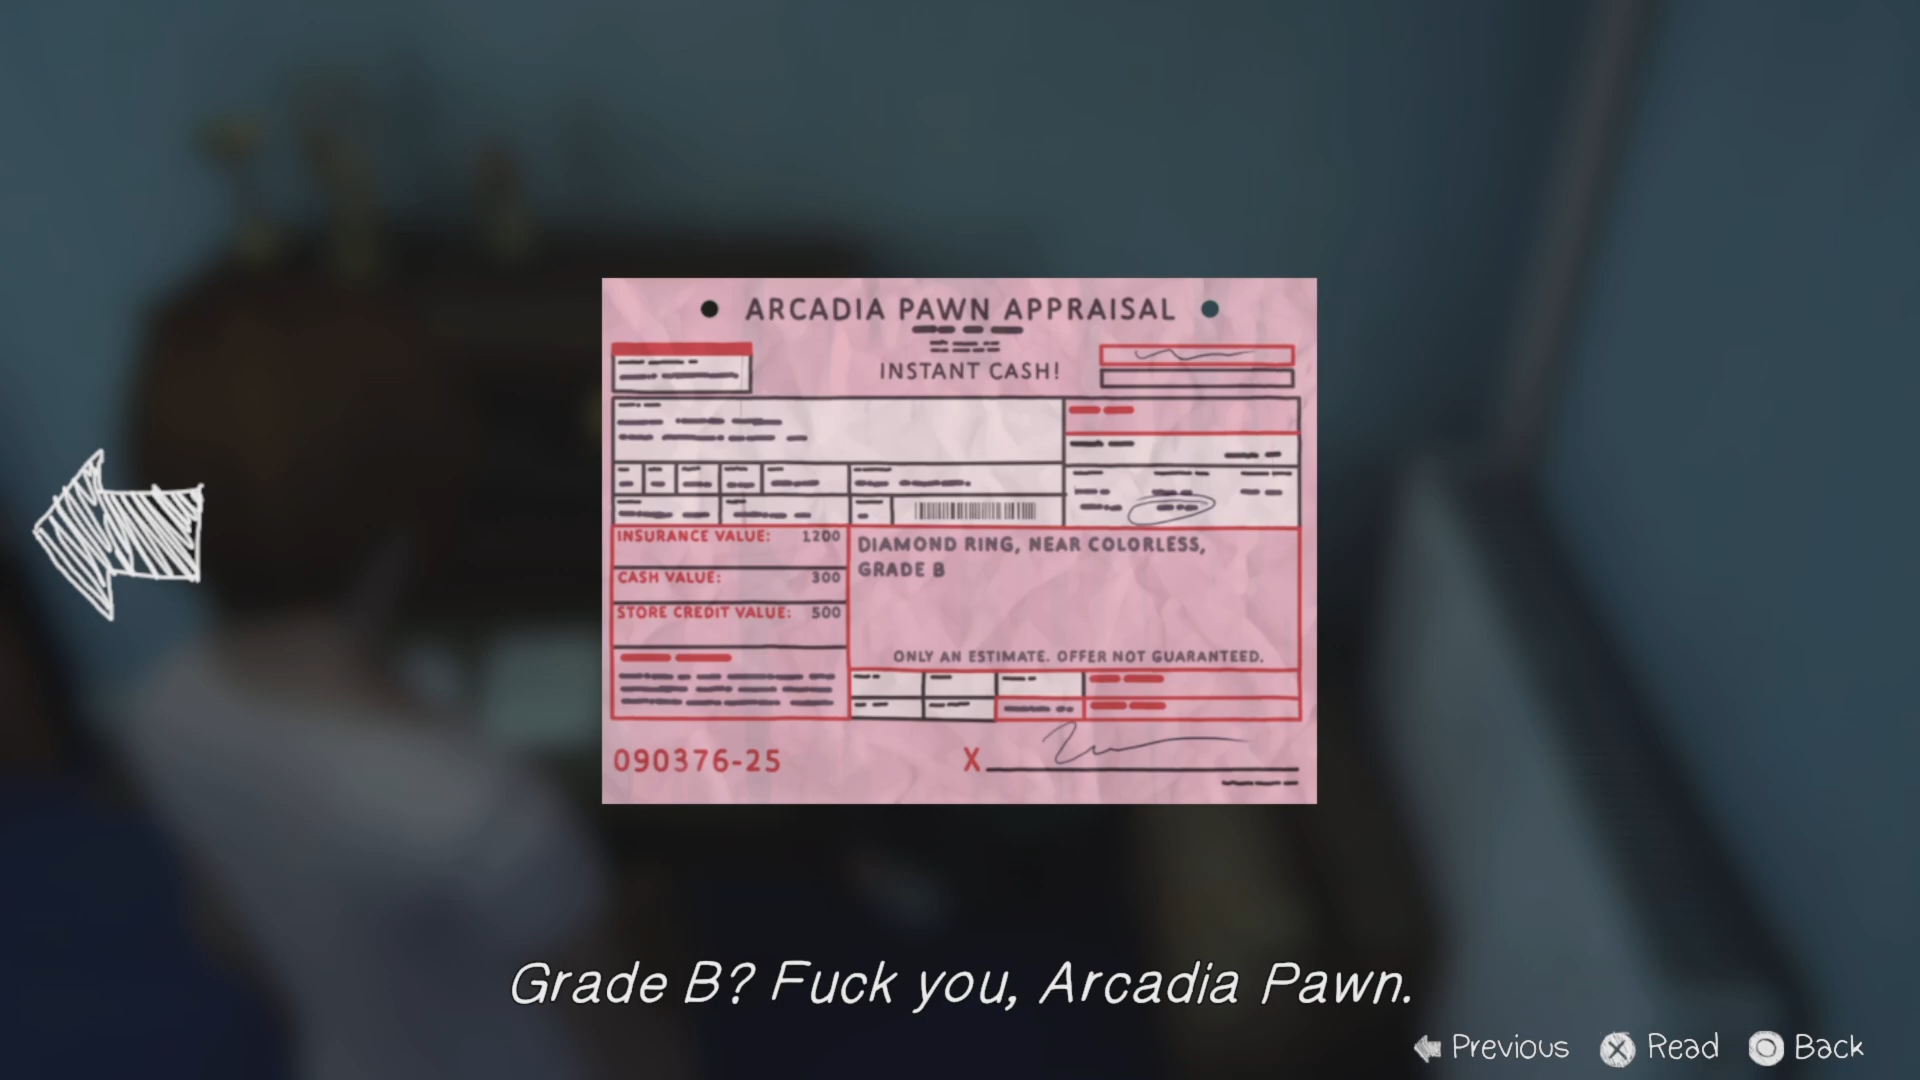 ARCADIA PAWN APPRAISAL
INSTANT CASH!
INSURANCE VALUE: 1200
CASH VALUE: 300
STORE CREDIT VALUE: 500
DIAMOND RING, NEAR COLORLESS,
GRADE B
ONLY AN ESTIMATE. OFFER NOT GUARANTEED.
090376-25
X
Grade B? Fuck you, Arcadia Pawn.
Previous
Read
Back